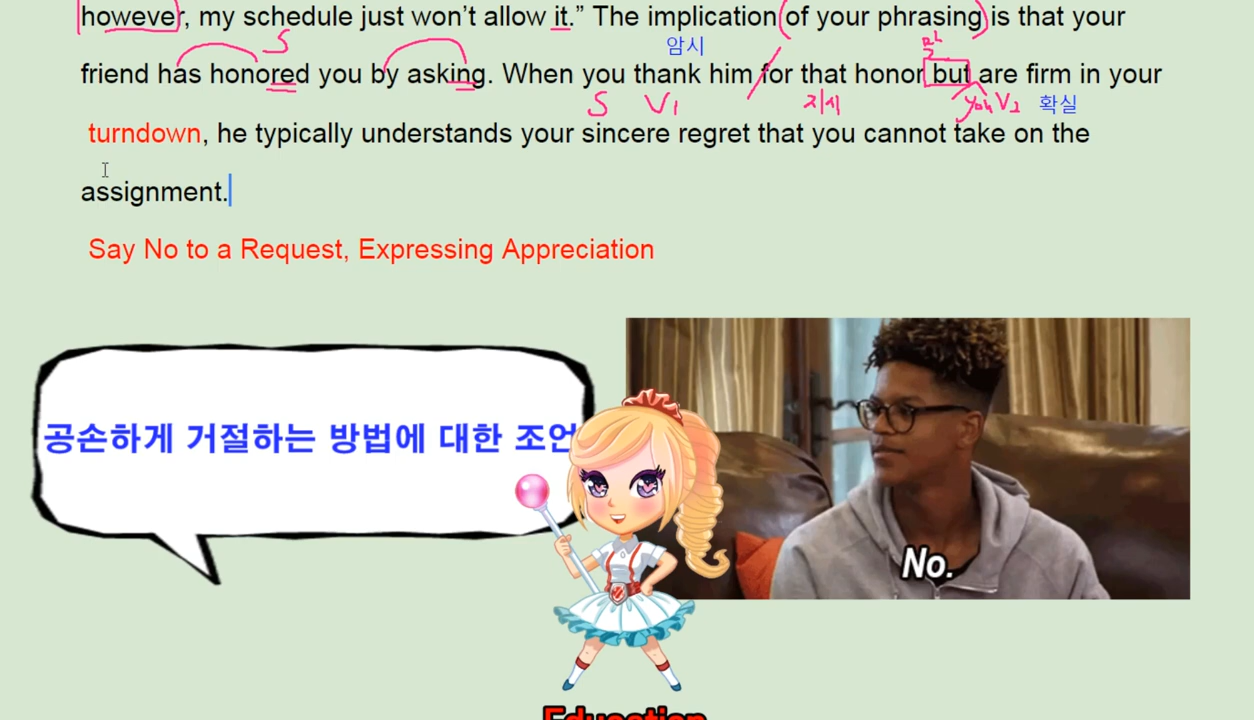 however, my schedule just won’t allow it.” The implication of your phrasing is that your
S
암시
friend has honored you by asking. When you thank him for that honor but are firm in your
S V1 지시 you V2 확실
turndown, he typically understands your sincere regret that you cannot take on the
assignment.
Say No to a Request, Expressing Appreciation
공손하게 거절하는 방법에 대한 조언
No.
Education